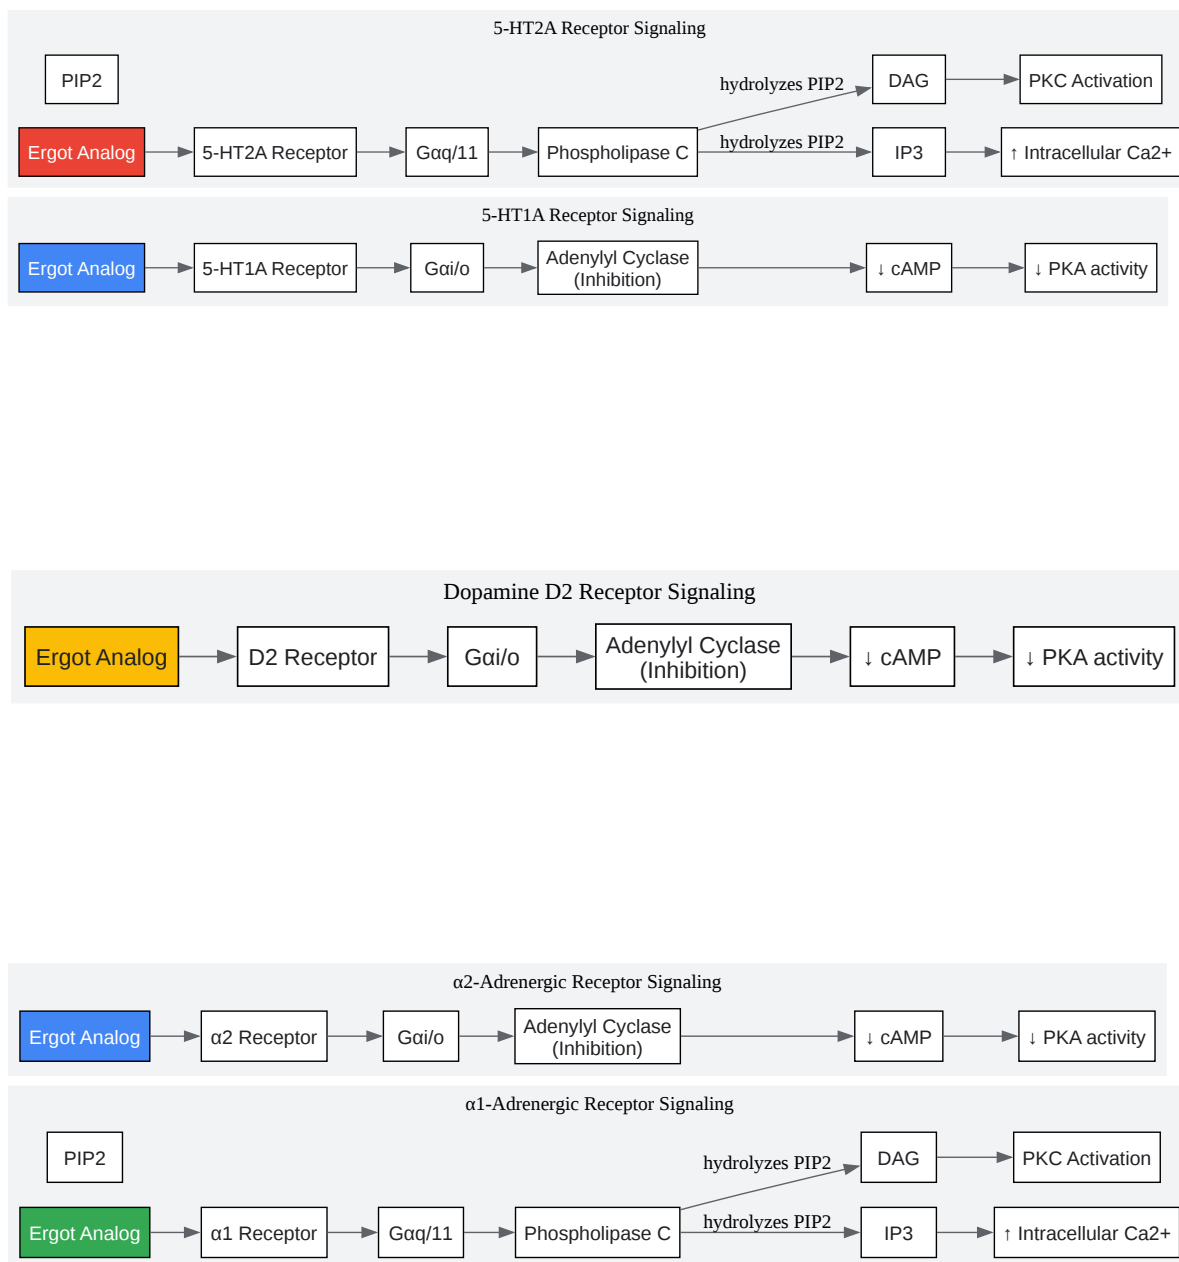 5-HT2A Receptor Signaling
PIP2
hydrolyzes PIP2
DAG
PKC Activation
Ergot Analog
5-HT2A Receptor
Gαq/11
Phospholipase C
hydrolyzes PIP2
IP3
↑ Intracellular Ca2+
5-HT1A Receptor Signaling
Ergot Analog
5-HT1A Receptor
Gαi/o
Adenylyl Cyclase
(Inhibition)
↓ cAMP
↓ PKA activity
Dopamine D2 Receptor Signaling
Ergot Analog
D2 Receptor
Gαi/o
Adenylyl Cyclase
(Inhibition)
↓ cAMP
↓ PKA activity
α2-Adrenergic Receptor Signaling
Ergot Analog
α2 Receptor
Gαi/o
Adenylyl Cyclase
(Inhibition)
↓ cAMP
↓ PKA activity
α1-Adrenergic Receptor Signaling
PIP2
hydrolyzes PIP2
DAG
PKC Activation
Ergot Analog
α1 Receptor
Gαq/11
Phospholipase C
hydrolyzes PIP2
IP3
↑ Intracellular Ca2+